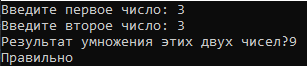 Введите первое число: 3
Введите второе число: 3
Результат умножения этих двух чисел?9
Правильно